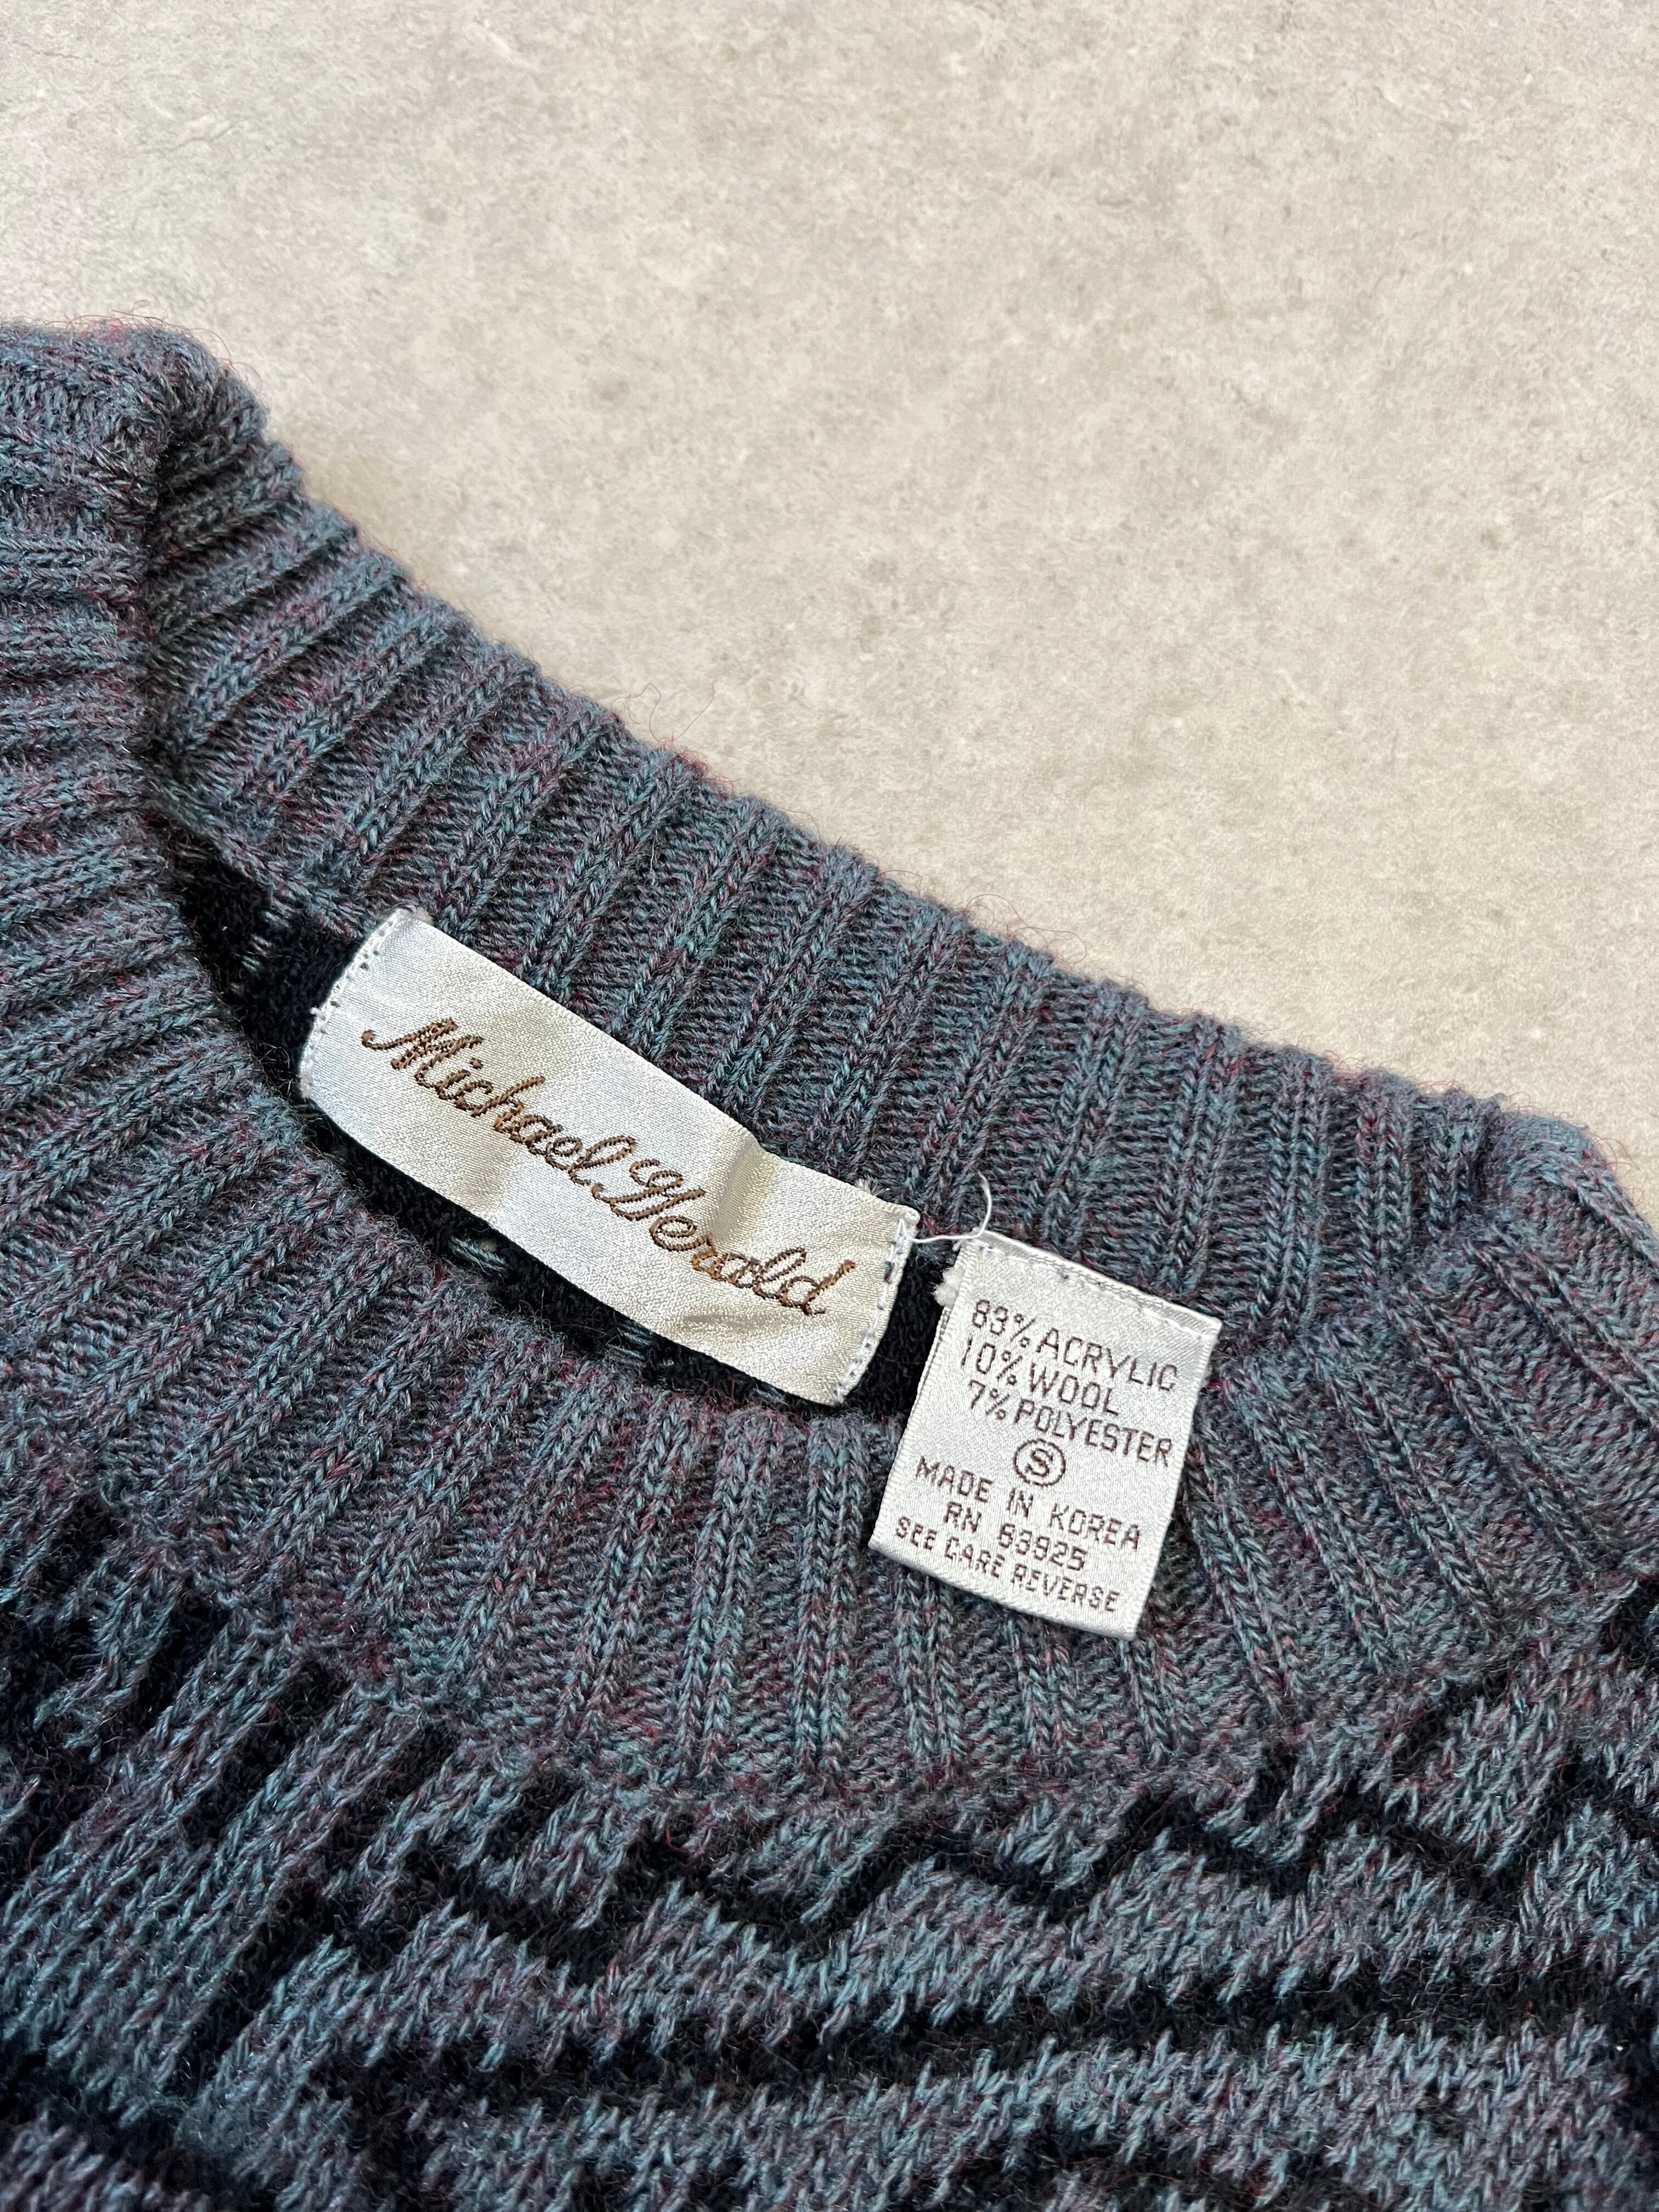 Michael Gerald
83% ACRYLIC
10% WOOL
7% POLYESTER
S
MADE IN KOREA
RN 63925
SEE CARE REVERSE